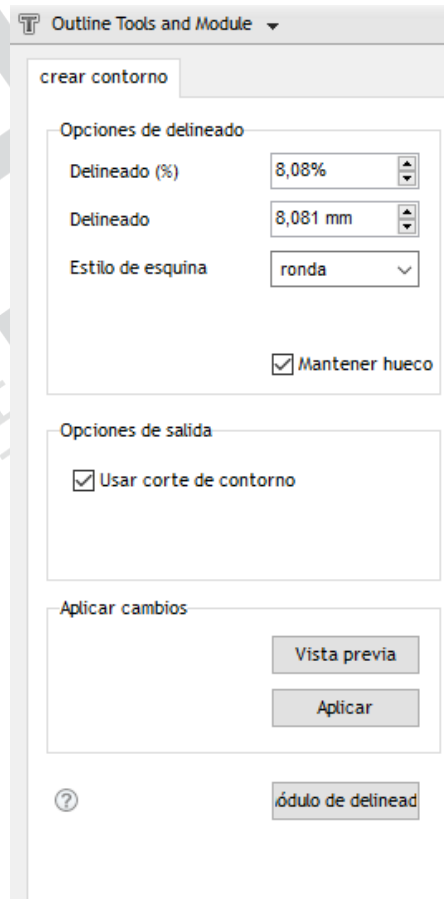 Outline Tools and Module
crear contorno
Opciones de delineado
Delineado (%)
8,08%
Delineado
8,081 mm
Estilo de esquina
ronda
Mantener hueco
Opciones de salida
Usar corte de contorno
Aplicar cambios
Vista previa
Aplicar
?
ódulo de delinead